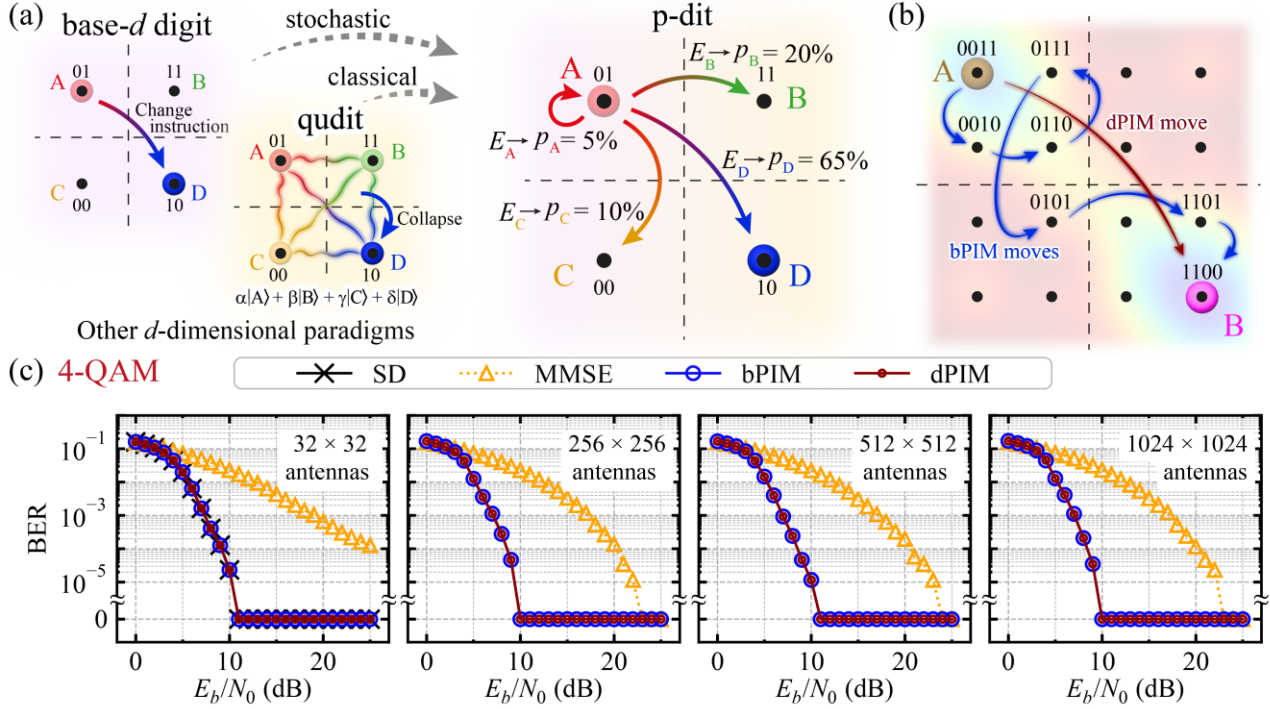 (a)
base-d digit
01
11
A
B
Change
instruction
C
D
00
10
stochastic
classical
qudit
01
11
A
B
Collapse
C
D
00
10
α|A⟩ + β|B⟩ + γ|C⟩ + δ|D⟩
Other d-dimensional paradigms
p-dit
A
01
E_B → p_B = 20%
11
B
E_A → p_A = 5%
E_D → p_D = 65%
E_C → p_C = 10%
C
00
D
10
(b)
0011
0111
A
0010
0110
dPIM move
0101
1101
bPIM moves
1100
B
(c) 4-QAM
SD
MMSE
bPIM
dPIM
BER
10⁻¹
10⁻³
10⁻⁵
0
32 × 32
antennas
256 × 256
antennas
512 × 512
antennas
1024 × 1024
antennas
0 10 20
0 10 20
0 10 20
0 10 20
E_b/N_0 (dB)
E_b/N_0 (dB)
E_b/N_0 (dB)
E_b/N_0 (dB)